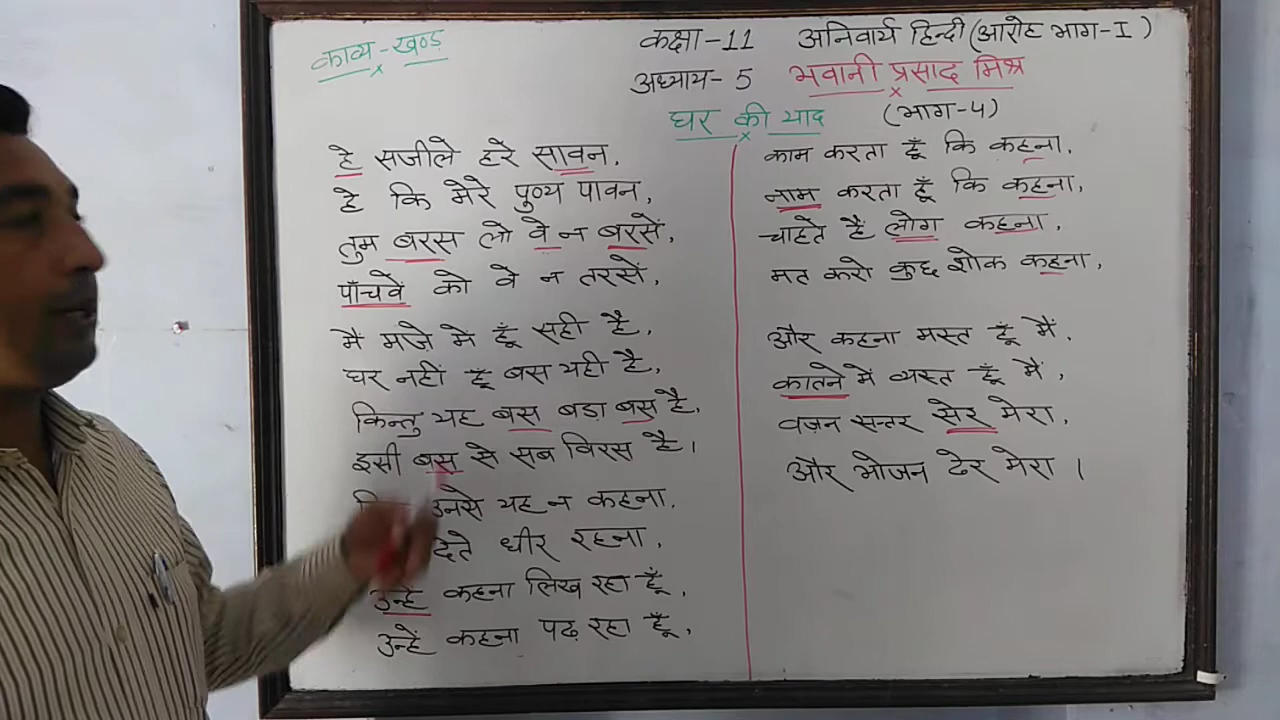 काव्य-खण्ड
कक्षा-11 अनिवार्य हिन्दी (आरोह भाग-I)
अध्याय-5 भवानी प्रसाद मिश्र
घर की याद (भाग-4)
हे सजीले हरे सावन,
हे कि मेरे पुण्य पावन,
तुम बरस लो वे न बरसें,
पाँचवें को वे न तरसें,
मैं मजे में हूँ सही है,
घर नहीं हूँ बस यही है,
किन्तु यह बस बड़ा बस है,
इसी बस से सब विरस है।
उनसे यह न कहना,
देते धीर रहना,
उन्हें कहना लिख रहा हूँ,
उन्हें कहना पढ़ रहा हूँ,
काम करता हूँ कि कहना,
नाम करता हूँ कि कहना,
चाहते हैं लोग कहना,
मत करो कुछ शोक कहना,
और कहना मस्त हूँ मैं,
कातने में व्यस्त हूँ मैं,
वज़न सत्तर सेर मेरा,
और भोजन ढेर मेरा।